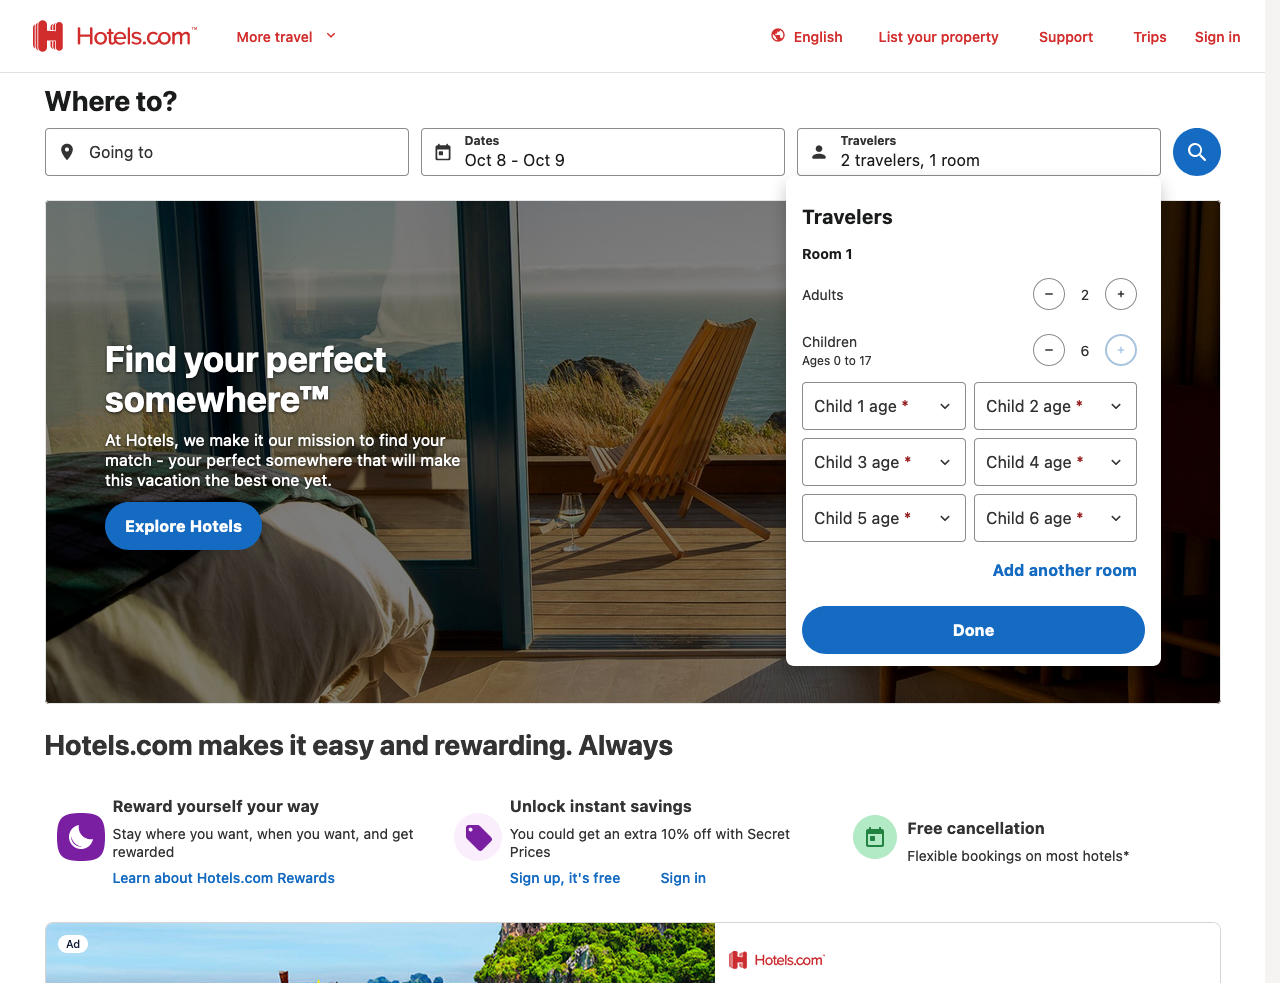 Hotels.com™
More travel
English
List your property
Support
Trips
Sign in
Where to?
Going to
Dates
Oct 8 - Oct 9
Travelers
2 travelers, 1 room
Travelers
Room 1
Adults
2
Children
6
Ages 0 to 17
Child 1 age *
Child 2 age *
Child 3 age *
Child 4 age *
Child 5 age *
Child 6 age *
Add another room
Done
Find your perfect
somewhere™
At Hotels, we make it our mission to find your
match - your perfect somewhere that will make
this vacation the best one yet.
Explore Hotels
Hotels.com makes it easy and rewarding. Always
Reward yourself your way
Stay where you want, when you want, and get
rewarded
Learn about Hotels.com Rewards
Unlock instant savings
You could get an extra 10% off with Secret
Prices
Sign up, it's free
Sign in
Free cancellation
Flexible bookings on most hotels*
Ad
Hotels.com